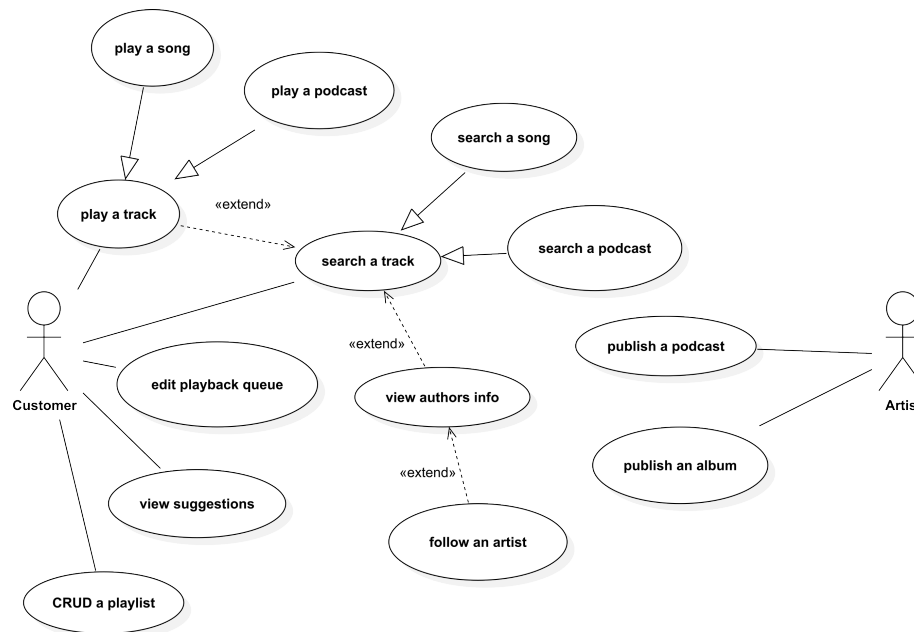 play a song
play a podcast
search a song
play a track
«extend»
search a track
search a podcast
publish a podcast
«extend»
edit playback queue
view authors info
Customer
Artis
publish an album
«extend»
view suggestions
follow an artist
CRUD a playlist